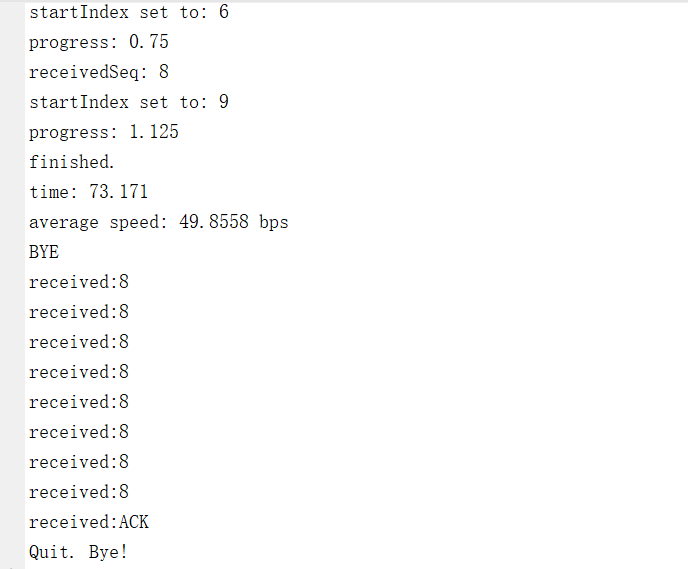 startIndex set to: 6
progress: 0.75
receivedSeq: 8
startIndex set to: 9
progress: 1.125
finished.
time: 73.171
average speed: 49.8558 bps
BYE
received:8
received:8
received:8
received:8
received:8
received:8
received:8
received:8
received:ACK
Quit. Bye!